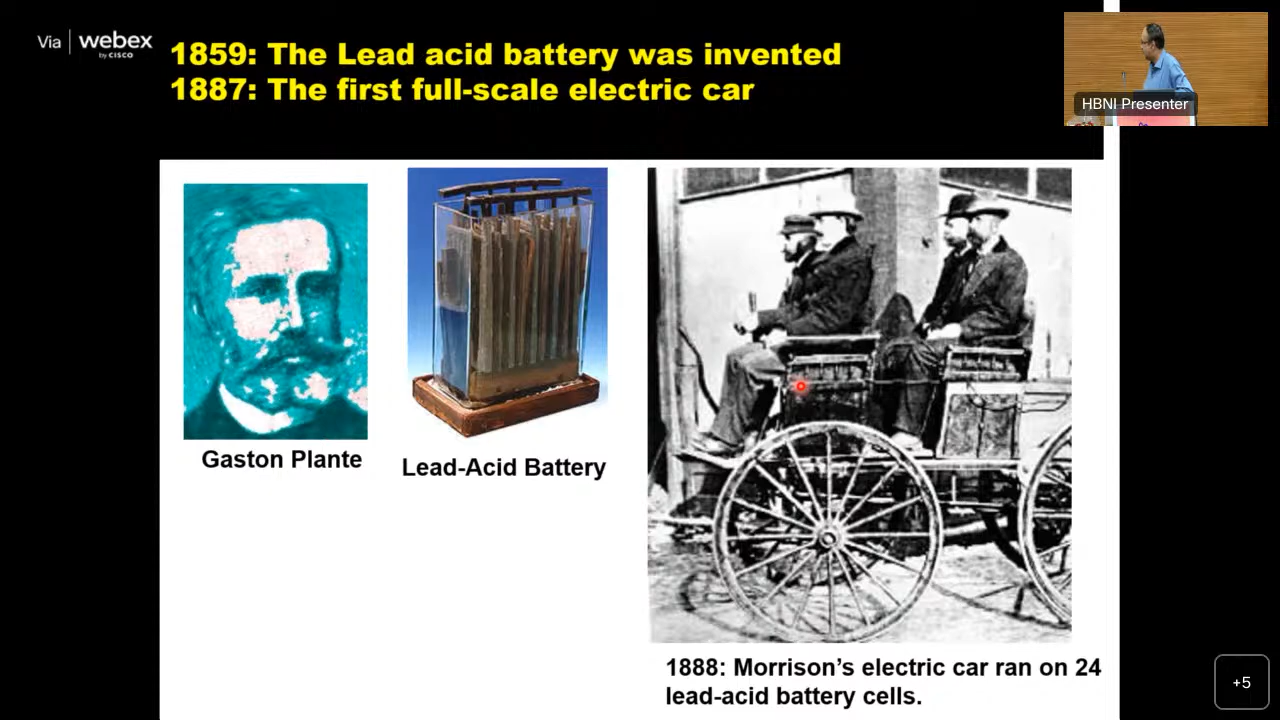 Via webex
by CISCO
1859: The Lead acid battery was invented
1887: The first full-scale electric car
HBNI Presenter
Gaston Plante
Lead-Acid Battery
1888: Morrison's electric car ran on 24
lead-acid battery cells.
+5